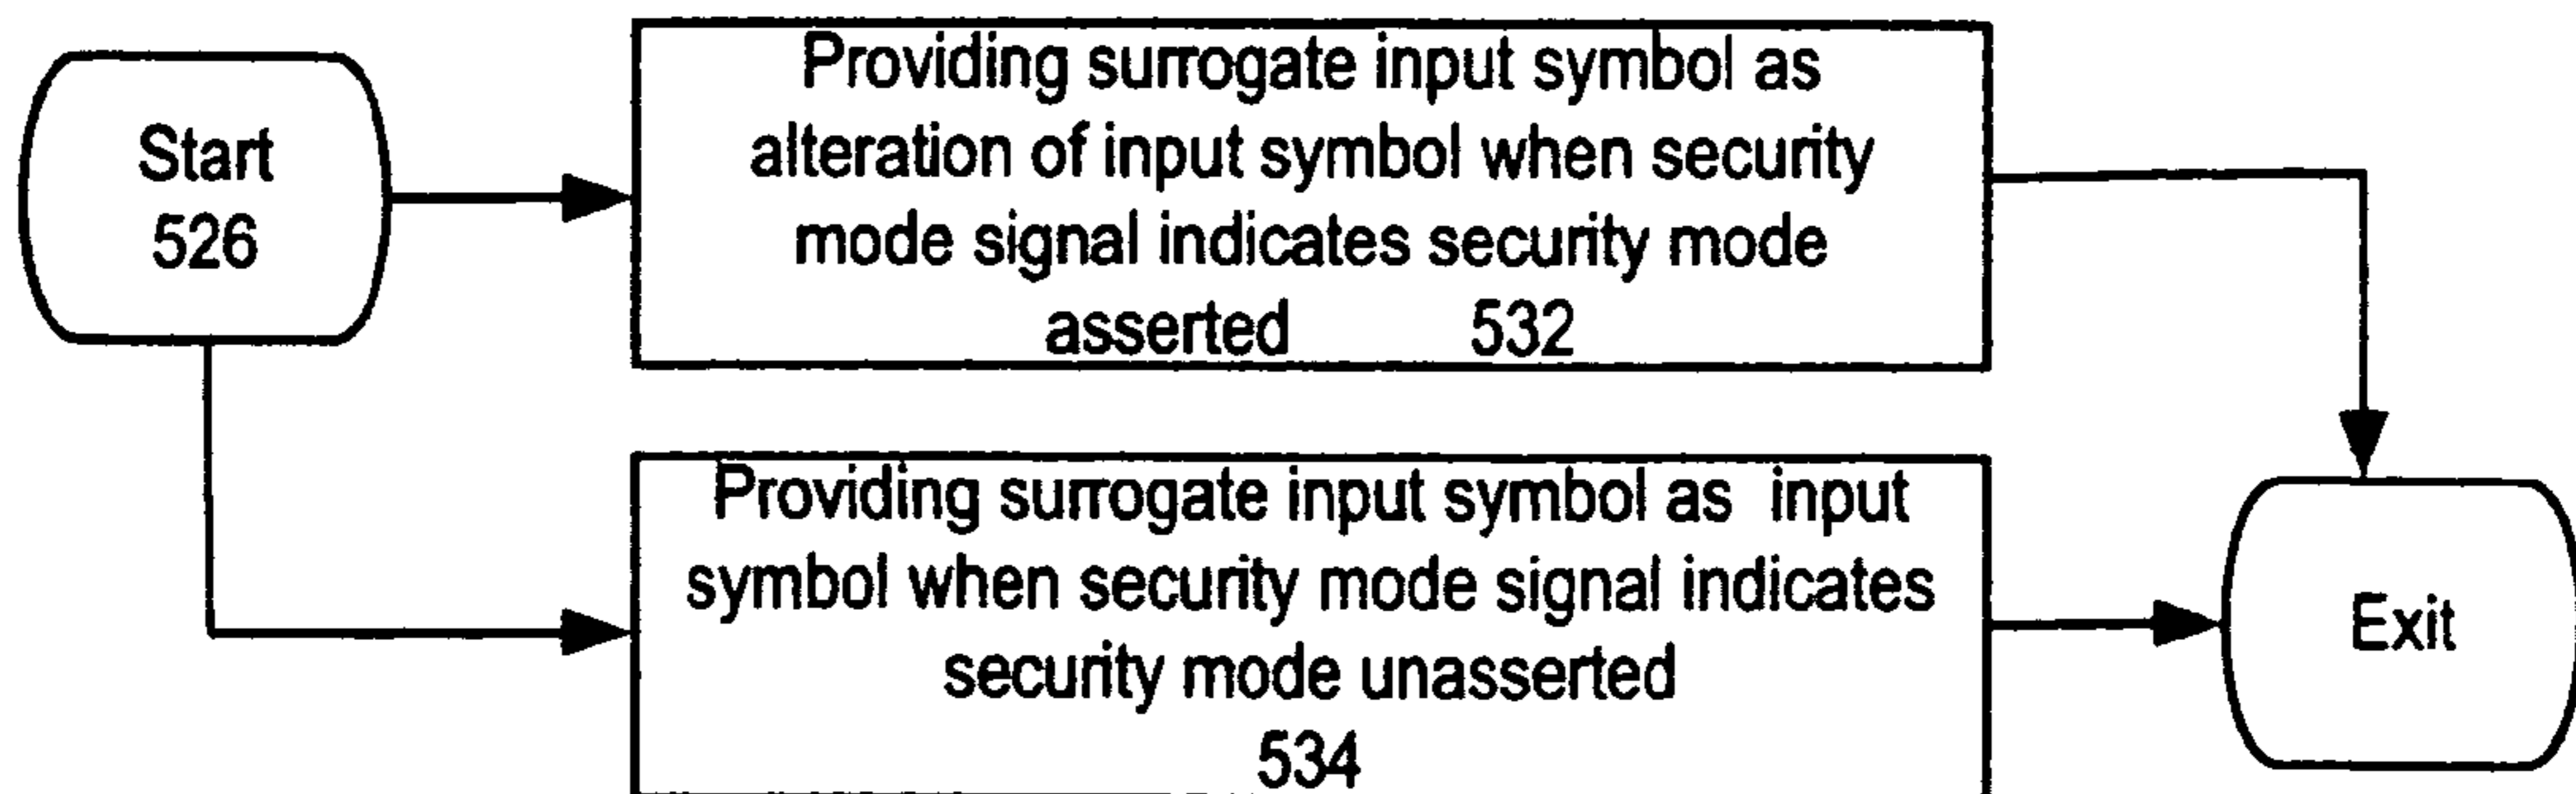 Start
526
Providing surrogate input symbol as
alteration of input symbol when security
mode signal indicates security mode
asserted 532
Providing surrogate input symbol as input
symbol when security mode signal indicates
security mode unasserted
534
Exit